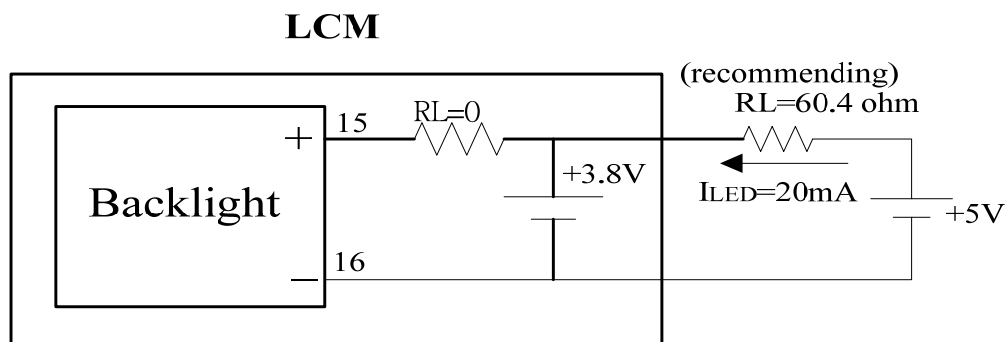 LCM
(recommending)
RL=60.4 ohm
RL=0
15
+
+3.8V
ILED=20mA
Backlight
+5V
16
−